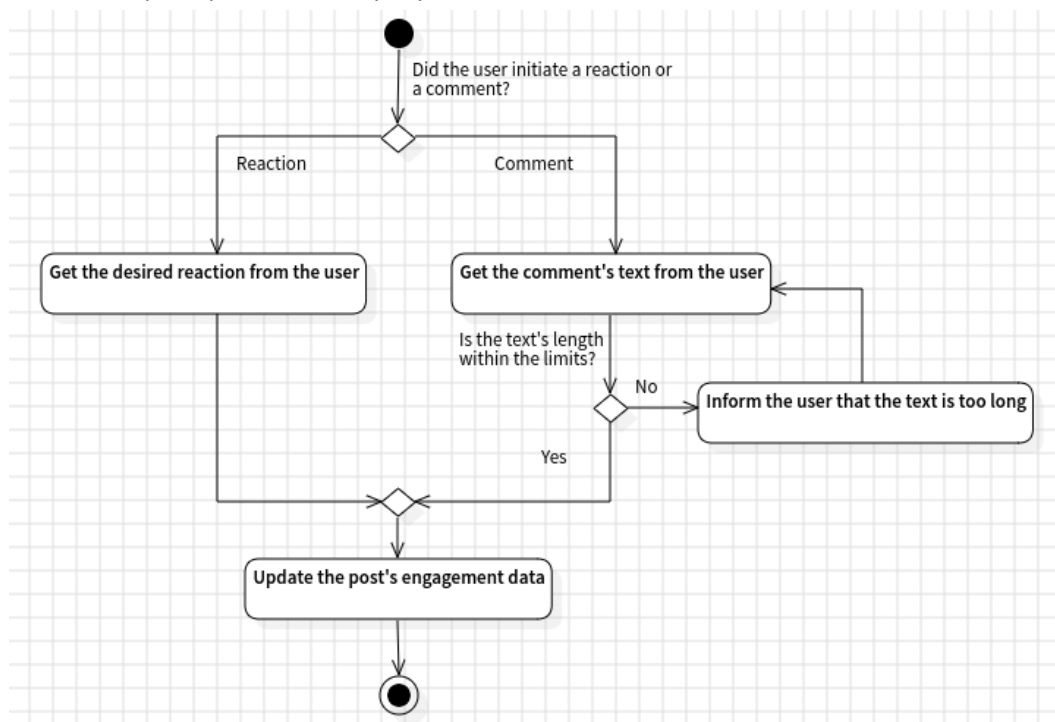 Did the user initiate a reaction or
a comment?
Reaction
Comment
Get the desired reaction from the user
Get the comment's text from the user
Is the text's length
within the limits?
No
Inform the user that the text is too long
Yes
Update the post's engagement data